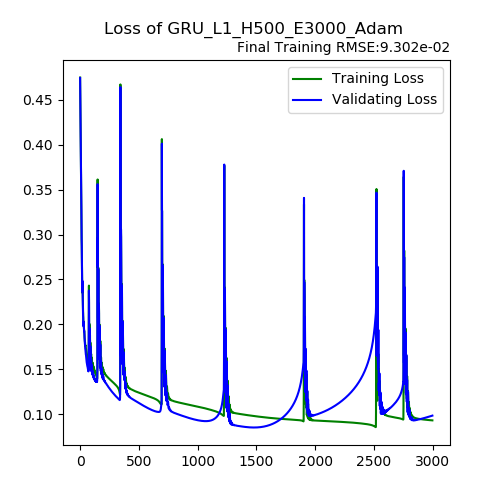 Loss of GRU_L1_H500_E3000_Adam
Final Training RMSE:9.302e-02
Training Loss
Validating Loss
0.45
0.40
0.35
0.30
0.25
0.20
0.15
0.10
0 500 1000 1500 2000 2500 3000